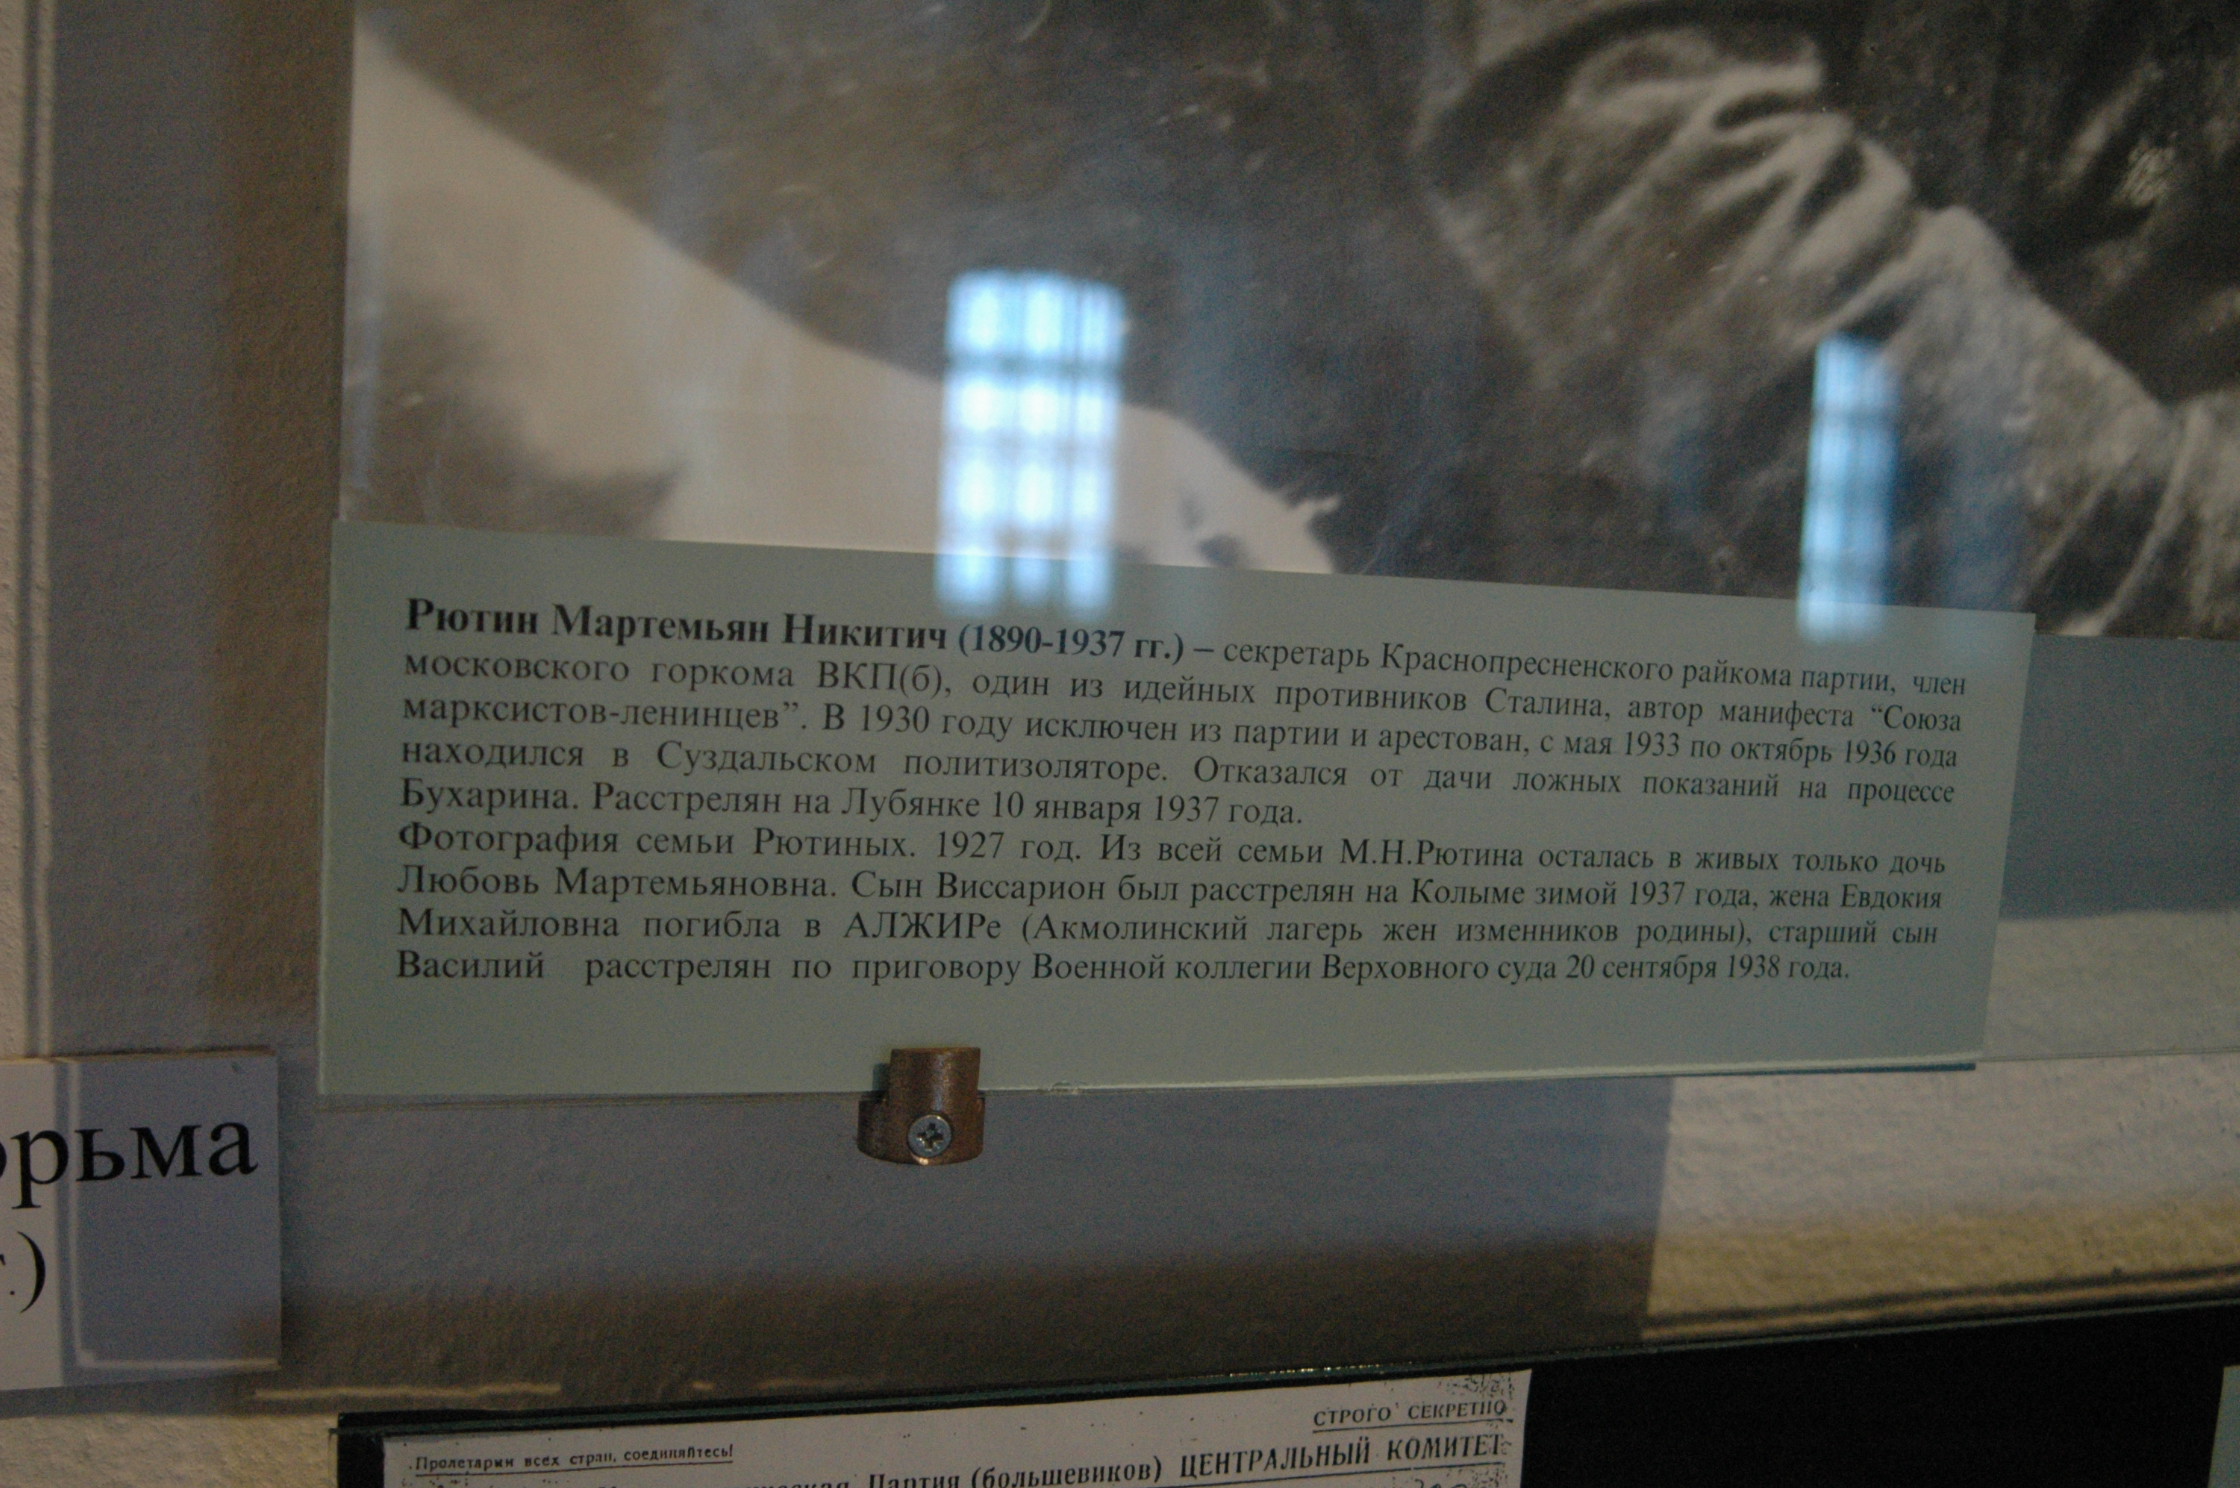 Рютин Мартемьян Никитич (1890-1937 гг.) – секретарь Краснопресненского райкома партии, член
московского горкома ВКП(б), один из идейных противников Сталина, автор манифеста “Союза
марксистов-ленинцев”. В 1930 году исключен из партии и арестован, с мая 1933 по октябрь 1936 года
находился в Суздальском политизоляторе. Отказался от дачи ложных показаний на процессе
Бухарина. Расстрелян на Лубянке 10 января 1937 года.
Фотография семьи Рютиных. 1927 год. Из всей семьи М.Н.Рютина осталась в живых только дочь
Любовь Мартемьяновна. Сын Виссарион был расстрелян на Колыме зимой 1937 года, жена Евдокия
Михайловна погибла в АЛЖИРе (Акмолинский лагерь жен изменников родины), старший сын
Василий расстрелян по приговору Военной коллегии Верховного суда 20 сентября 1938 года.
СТРОГО СЕКРЕТНО
Пролетарии всех стран, соединяйтесь!
Партия (большевиков) ЦЕНТРАЛЬНЫЙ КОМИТЕТ